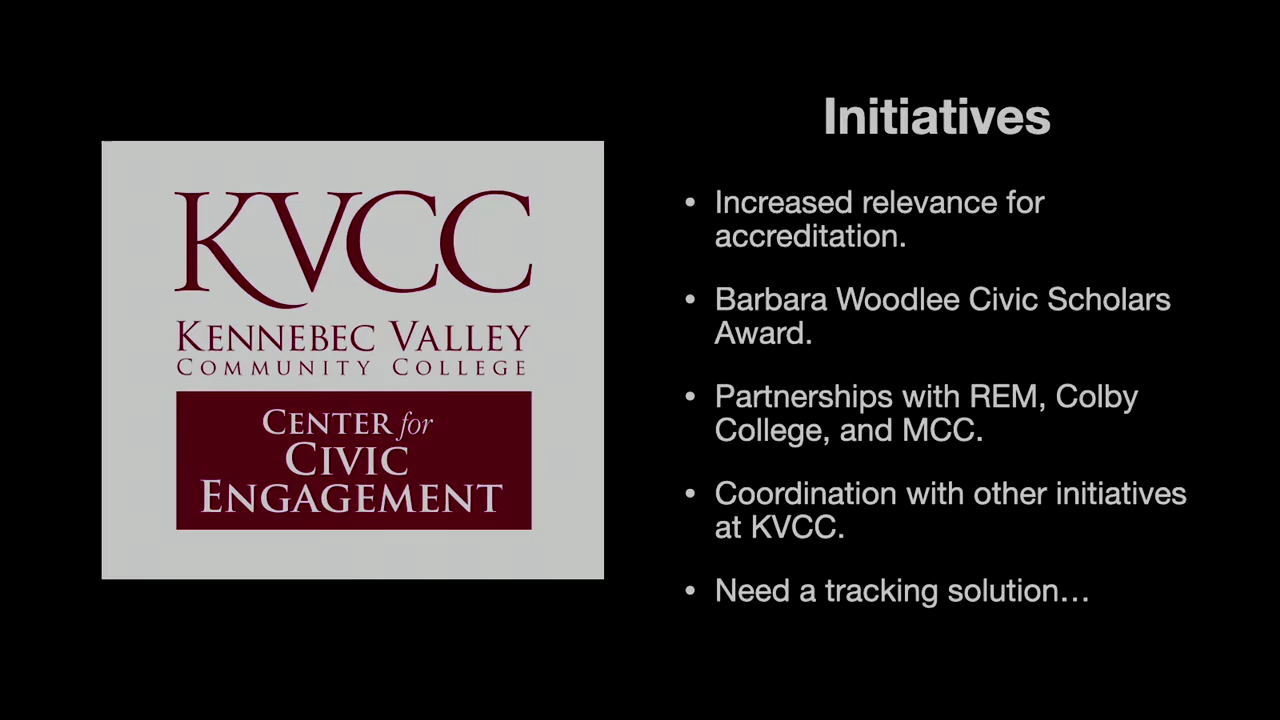 KVCC
KENNEBEC VALLEY
COMMUNITY COLLEGE
CENTER for
CIVIC
ENGAGEMENT
Initiatives
• Increased relevance for
accreditation.
• Barbara Woodlee Civic Scholars
Award.
• Partnerships with REM, Colby
College, and MCC.
• Coordination with other initiatives
at KVCC.
• Need a tracking solution…